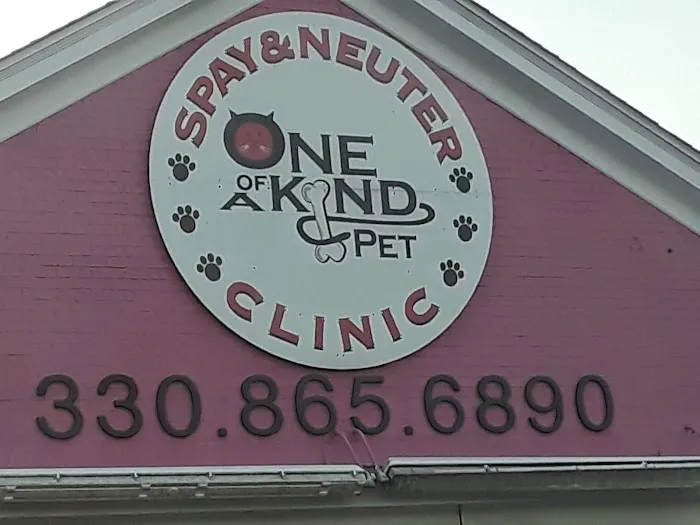 SPAY & NEUTER
ONE
OF A KIND
PET
CLINIC
330.865.6890